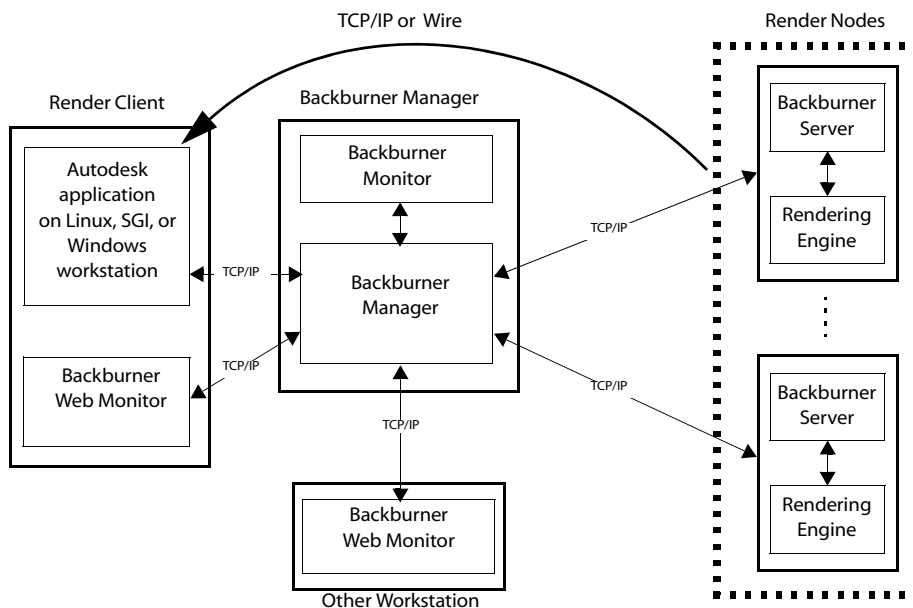 TCP/IP or Wire
Render Nodes
Render Client
Backburner Manager
Autodesk
application
on Linux, SGI, or
Windows
workstation
Backburner
Web Monitor
Backburner
Monitor
Backburner
Manager
TCP/IP
TCP/IP
TCP/IP
TCP/IP
TCP/IP
Backburner
Server
Rendering
Engine
Backburner
Server
Rendering
Engine
Backburner
Web Monitor
Other Workstation